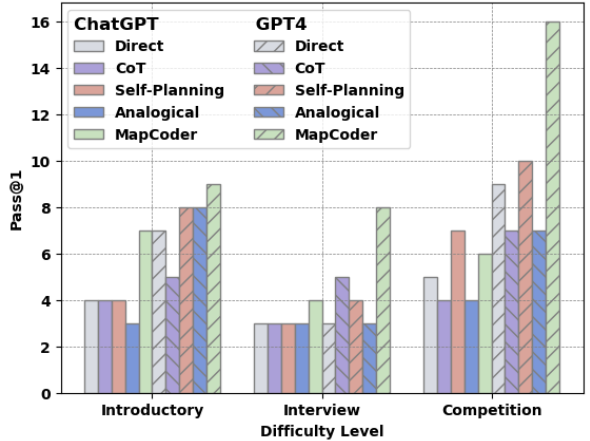 ChatGPT GPT4
Direct Direct
CoT CoT
Self-Planning Self-Planning
Analogical Analogical
MapCoder MapCoder
Pass@1
16
14
12
10
8
6
4
2
0
Introductory Interview Competition
Difficulty Level